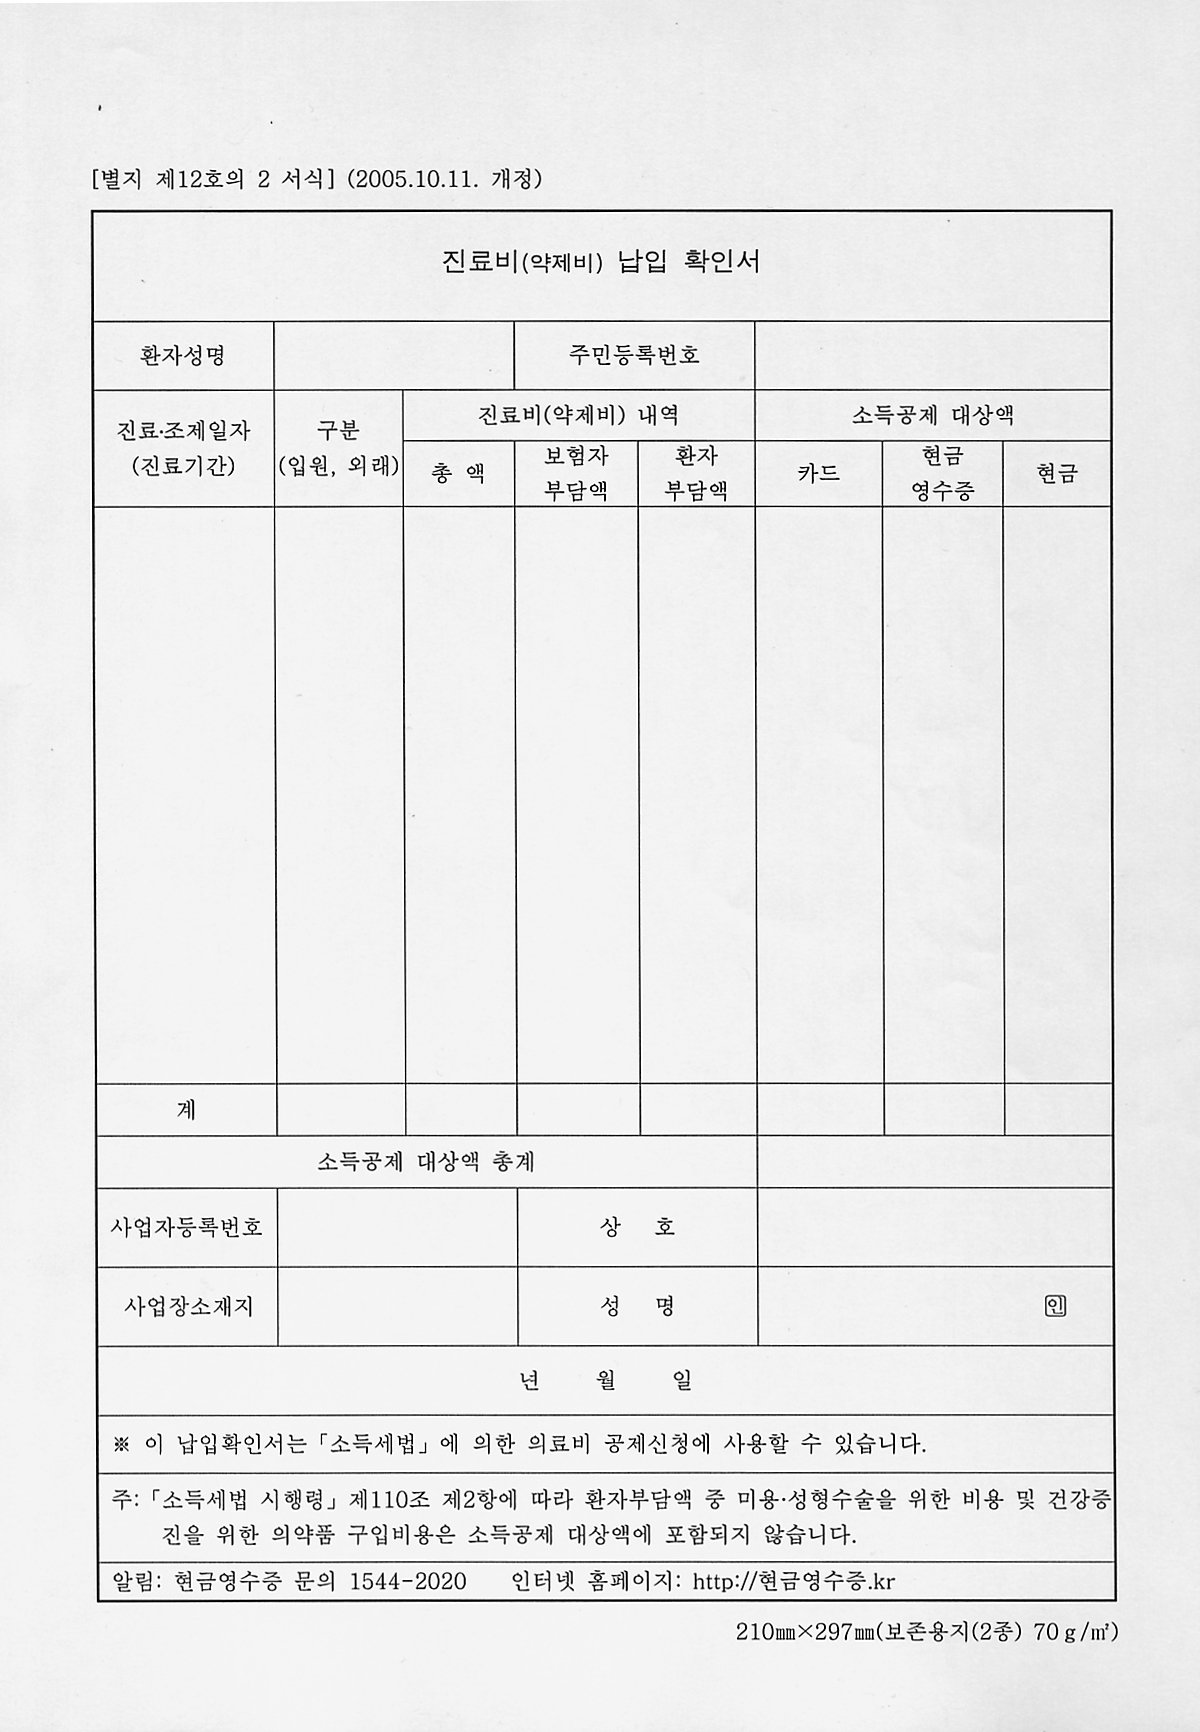 [별지 제12호의 2 서식] (2005.10.11. 개정)
진료비(약제비) 납입 확인서
환자성명
주민등록번호
진료·조제일자
(진료기간)
구분
(입원, 외래)
진료비(약제비) 내역
소득공제 대상액
총 액
보험자
부담액
환자
부담액
카드
현금
영수증
현금
계
소득공제 대상액 총계
사업자등록번호
상 호
사업장소재지
성 명
인
년 월 일
※ 이 납입확인서는 「소득세법」에 의한 의료비 공제신청에 사용할 수 있습니다.
주: 「소득세법 시행령」 제110조 제2항에 따라 환자부담액 중 미용·성형수술을 위한 비용 및 건강증
진을 위한 의약품 구입비용은 소득공제 대상액에 포함되지 않습니다.
알림: 현금영수증 문의 1544-2020 인터넷 홈페이지: http://현금영수증.kr
210㎜×297㎜(보존용지(2종) 70ｇ/㎡)